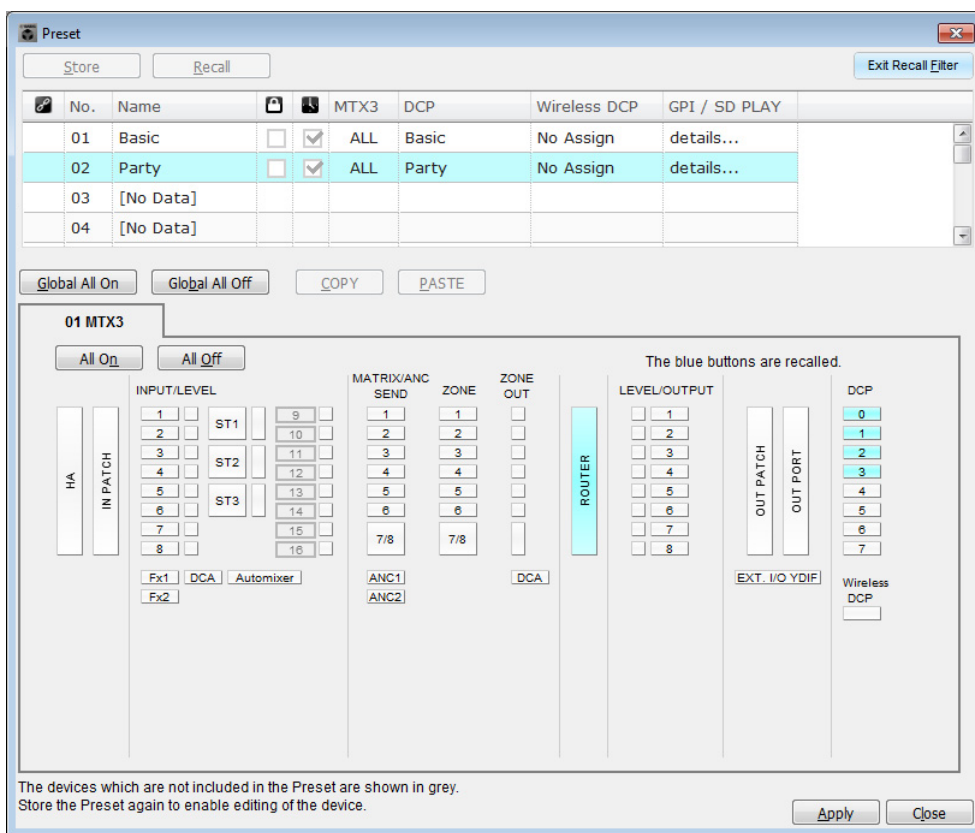 Preset
Store Recall Exit Recall Filter
No. Name MTX3 DCP Wireless DCP GPI / SD PLAY
01 Basic ALL Basic No Assign details...
02 Party ALL Party No Assign details...
03 [No Data]
04 [No Data]
Global All On Global All Off COPY PASTE
01 MTX3
All On All Off The blue buttons are recalled.
INPUT/LEVEL MATRIX/ANC SEND ZONE ZONE OUT LEVEL/OUTPUT DCP
HA
IN PATCH
1 ST1 9 1 1 1 0
2 10 2 2 2 1
3 ST2 11 3 3 3 2
4 12 4 4 4 3
5 ST3 13 5 5 5 4
6 14 6 6 6 5
7 15 7/8 7/8 7 6
8 16 8 7
ROUTER
OUT PATCH
OUT PORT
Fx1 DCA Automixer ANC1 DCA EXT. I/O YDIF Wireless DCP
Fx2 ANC2
The devices which are not included in the Preset are shown in grey.
Store the Preset again to enable editing of the device.
Apply Close